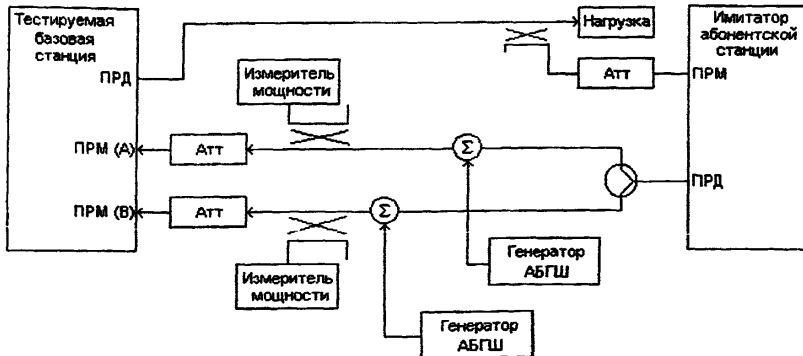 Тестируемая
базовая
станция
ПРД
ПРМ (А)
ПРМ (В)
Измеритель
мощности
Атт
Атт
Измеритель
мощности
Σ
Σ
Генератор
АБГШ
Генератор
АБГШ
Нагрузка
Атт
Имитатор
абонентской
станции
ПРМ
ПРД